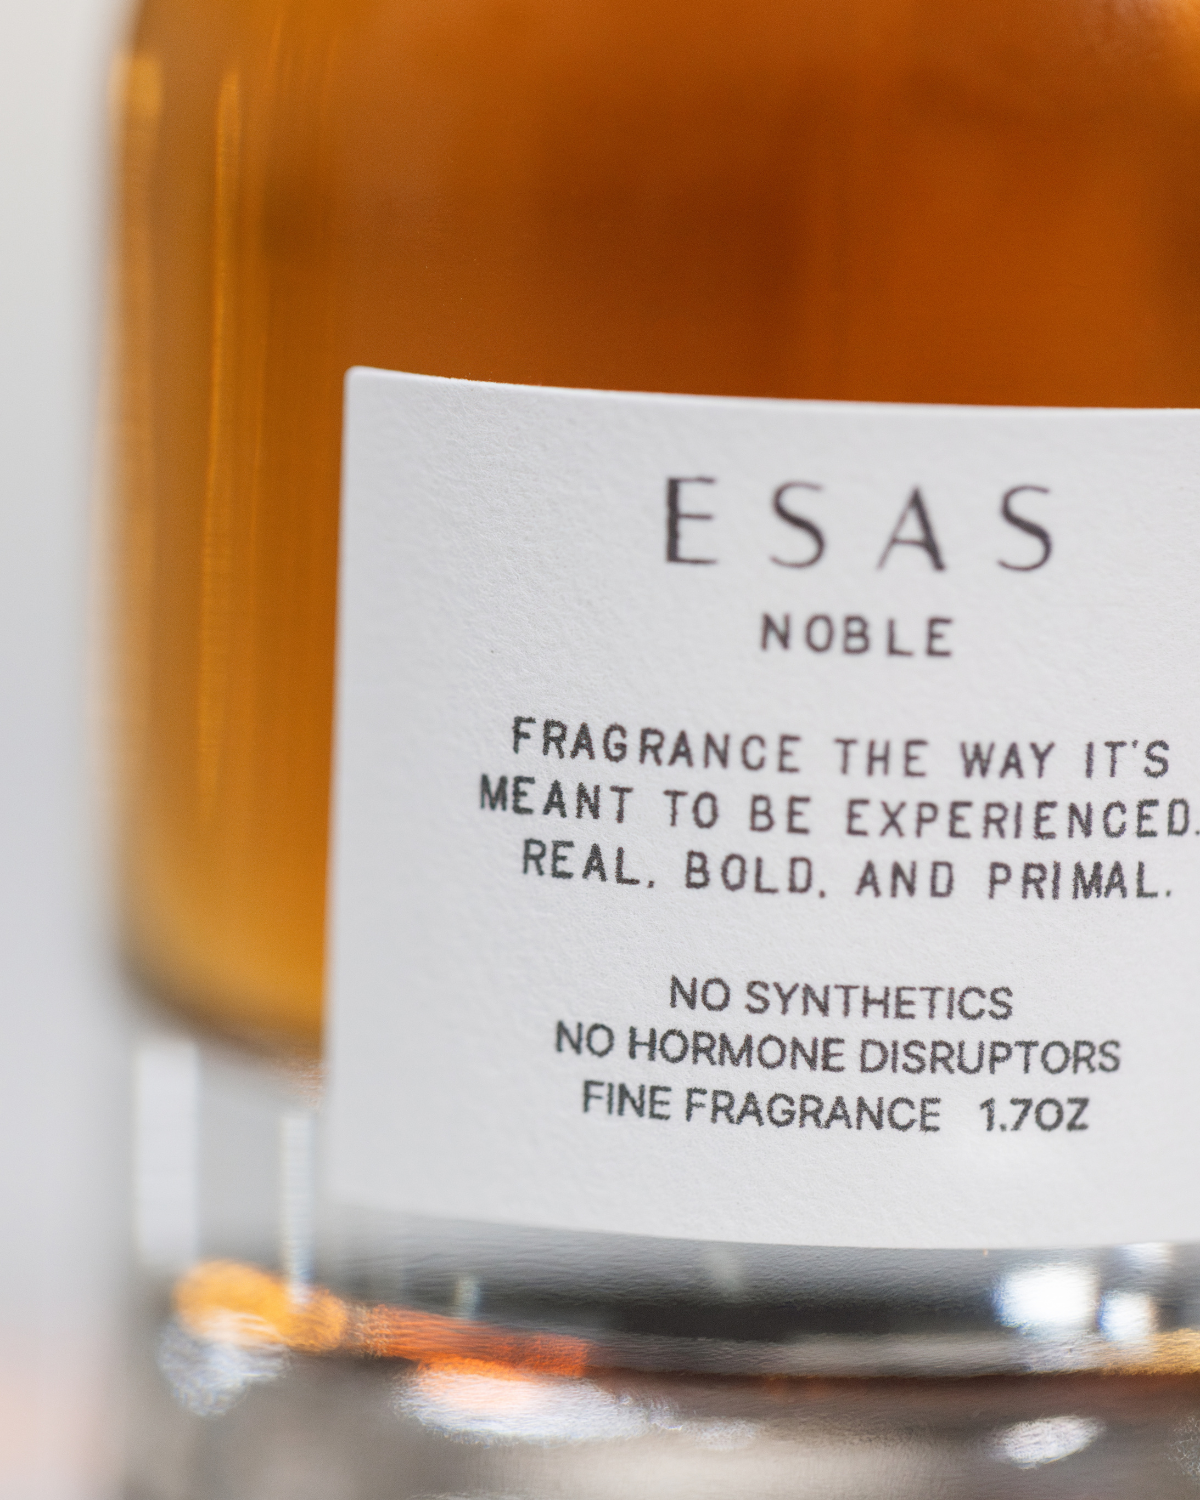 ESAS
NOBLE
FRAGRANCE THE WAY IT'S
MEANT TO BE EXPERIENCED.
REAL, BOLD, AND PRIMAL.
NO SYNTHETICS
NO HORMONE DISRUPTORS
FINE FRAGRANCE 1.7OZ